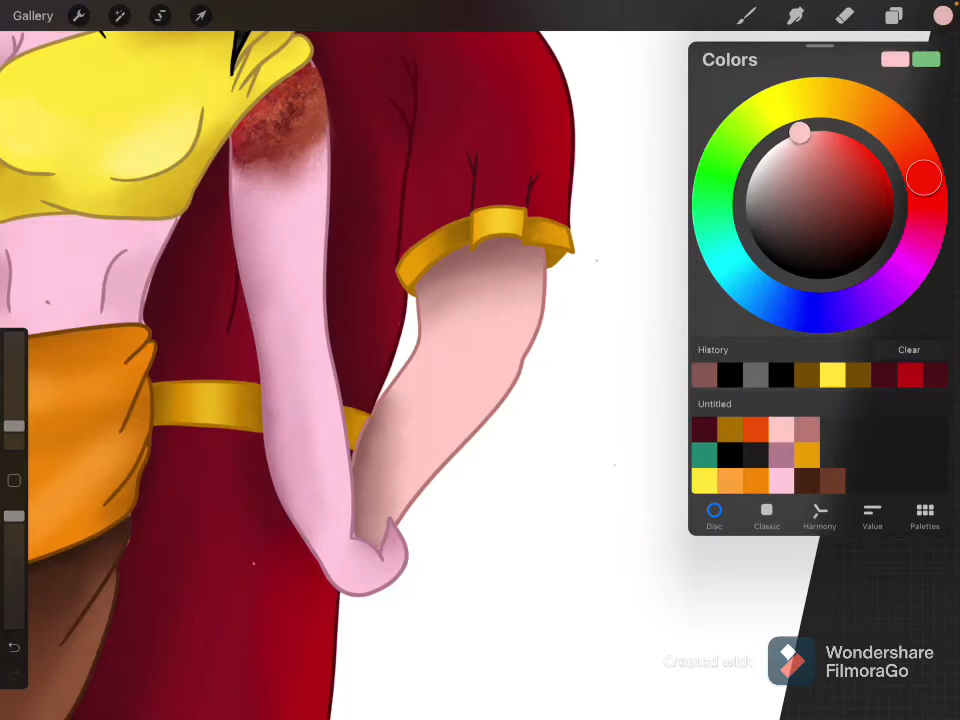 Gallery
Colors
History
Clear
Untitled
Disc
Classic
Harmony
Value
Palettes
Created with
Wondershare
FilmoraGo